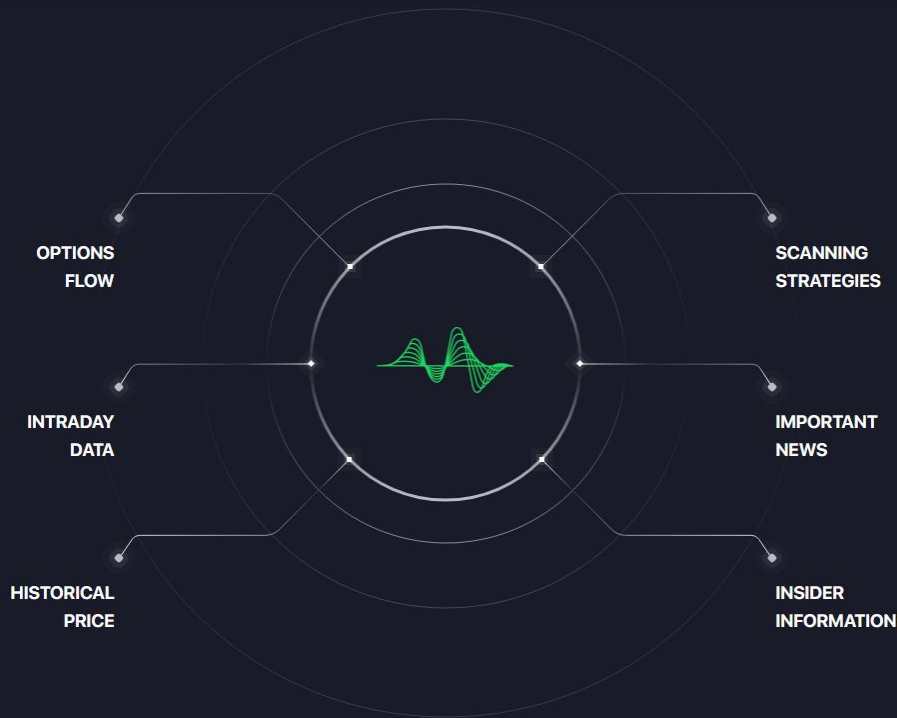 OPTIONS
FLOW
INTRADAY
DATA
HISTORICAL
PRICE
SCANNING
STRATEGIES
IMPORTANT
NEWS
INSIDER
INFORMATION